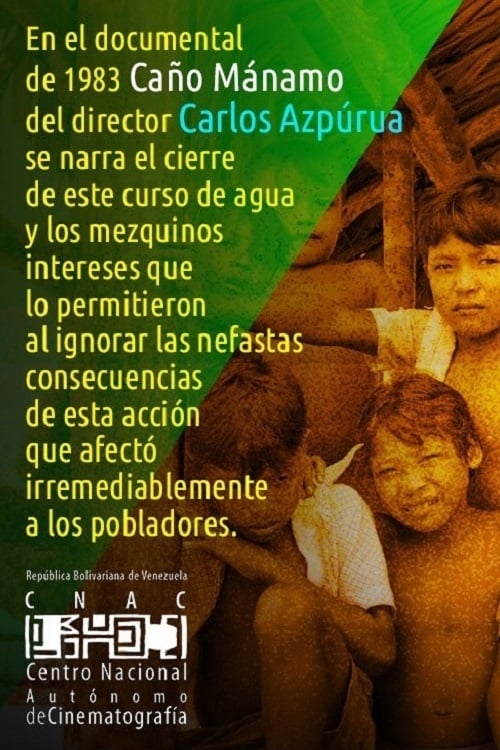 En el documental
de 1983 Caño Mánamo
del director Carlos Azpúrua
se narra el cierre
de este curso de agua
y los mezquinos
intereses que
lo permitieron
al ignorar las nefastas
consecuencias
de esta acción
que afectó
irremediablemente
a los pobladores.
República Bolivariana de Venezuela
CNAC
Centro Nacional
Autónomo
deCinematografía